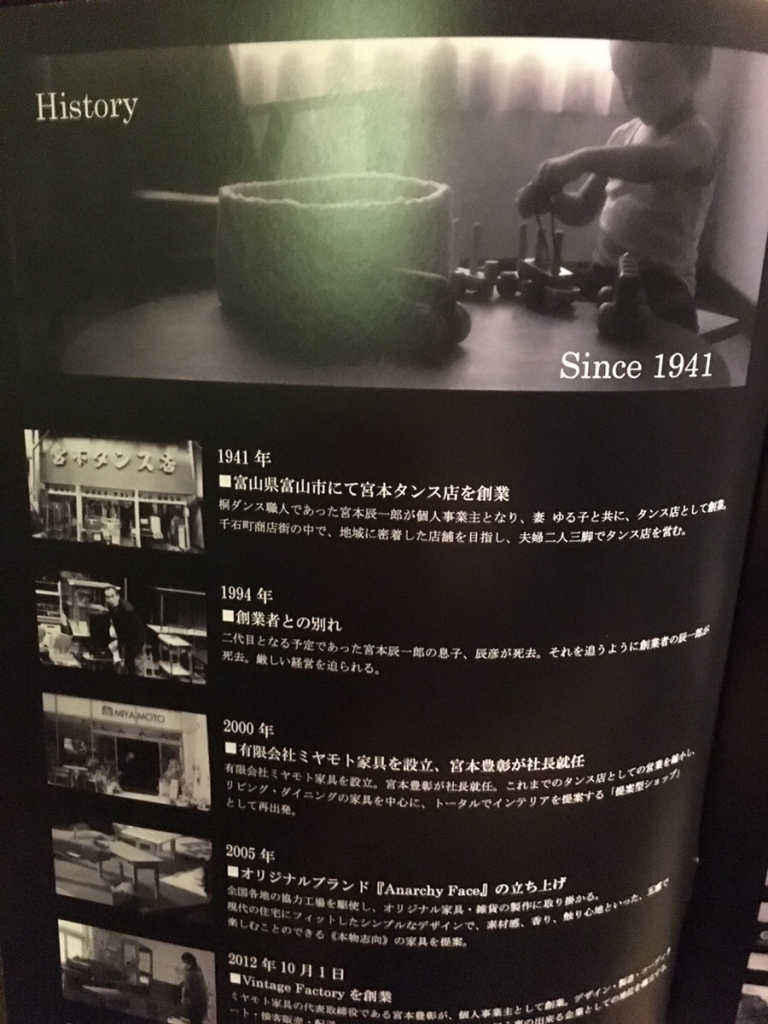 History
Since 1941
宮本タンス店
1941 年
■富山県富山市にて宮本タンス店を創業
桐ダンス職人であった宮本辰一郎が個人事業主となり、妻 ゆる子と共に、タンス店として創業。
千石町商店街の中で、地域に密着した店舗を目指し、夫婦二人三脚でタンス店を営む。
1994 年
■創業者との別れ
二代目となる予定であった宮本辰一郎の息子、辰彦が死去。それを追うように創業者の辰一郎が
死去。厳しい経営を迫られる。
MIYAMOTO
2000 年
■有限会社ミヤモト家具を設立、宮本豊彰が社長就任
有限会社ミヤモト家具を設立。宮本豊彰が社長就任。これまでのタンス店としての営業を縮小し、
リビング・ダイニングの家具を中心に、トータルでインテリアを提案する「提案型ショップ」
として再出発。
2005 年
■オリジナルブランド『Anarchy Face』の立ち上げ
全国各地の協力工場を駆使し、オリジナル家具・雑貨の製作に取り掛かる。
現代の住宅にフィットしたシンプルなデザインで、素材感、香り、触り心地といった、五感で
楽しむことのできる《本物志向》の家具を提案。
2012 年 10 月 1 日
■Vintage Factory を創業
ミヤモト家具の代表取締役である宮本豊彰が、個人事業主として創業。デザイン・製造・コーディネ
ート・接客販売・配送